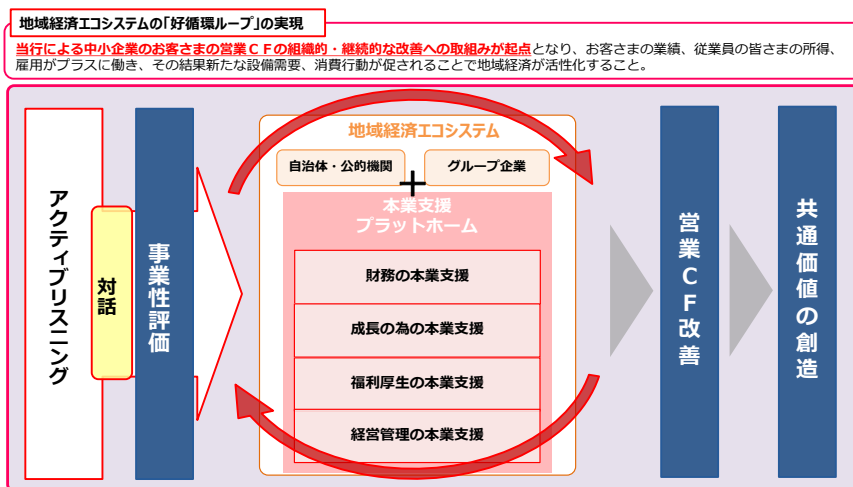 地域経済エコシステムの｢好循環ループ｣の実現
当行による中小企業のお客さまの営業ＣＦの組織的・継続的な改善への取組みが起点となり、お客さまの業績、従業員の皆さまの所得、
雇用がプラスに働き、その結果新たな設備需要、消費行動が促されることで地域経済が活性化すること。
アクティブリスニング
対話
事業性評価
地域経済エコシステム
自治体・公的機関
グループ企業
＋
本業支援
プラットホーム
財務の本業支援
成長の為の本業支援
福利厚生の本業支援
経営管理の本業支援
営業ＣＦ改善
共通価値の創造